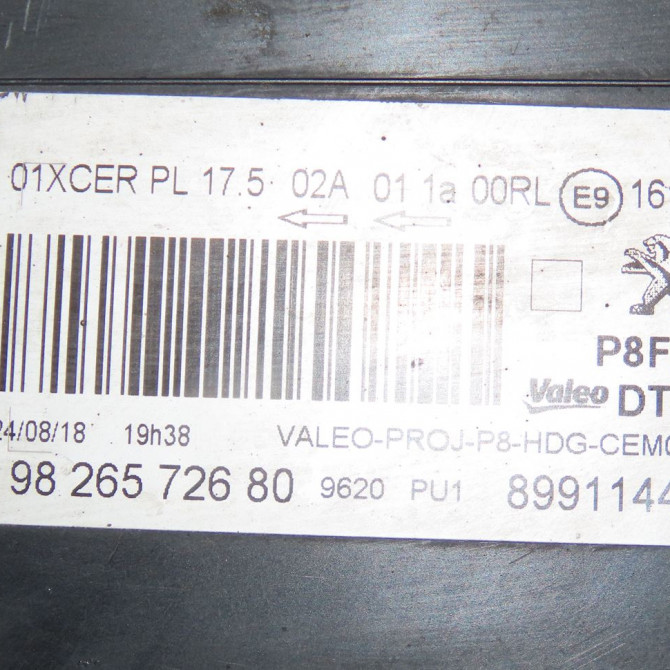 01XCER PL 17.5 02A 01 1a 00RL E9 16
P8F
Valeo DT
24/08/18 19h38 VALEO-PROJ-P8-HDG-CEM
98 265 726 80 9620 PU1 8991144